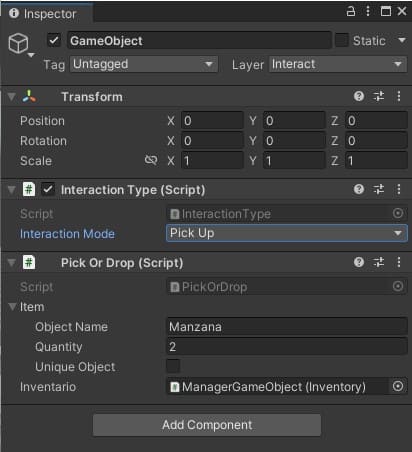 Inspector
GameObject Static
Tag Untagged Layer Interact
Transform
Position X 0 Y 0 Z 0
Rotation X 0 Y 0 Z 0
Scale X 1 Y 1 Z 1
# Interaction Type (Script)
Script # InteractionType
Interaction Mode Pick Up
# Pick Or Drop (Script)
Script # PickOrDrop
Item
Object Name Manzana
Quantity 2
Unique Object
Inventario # ManagerGameObject (Inventory)
Add Component